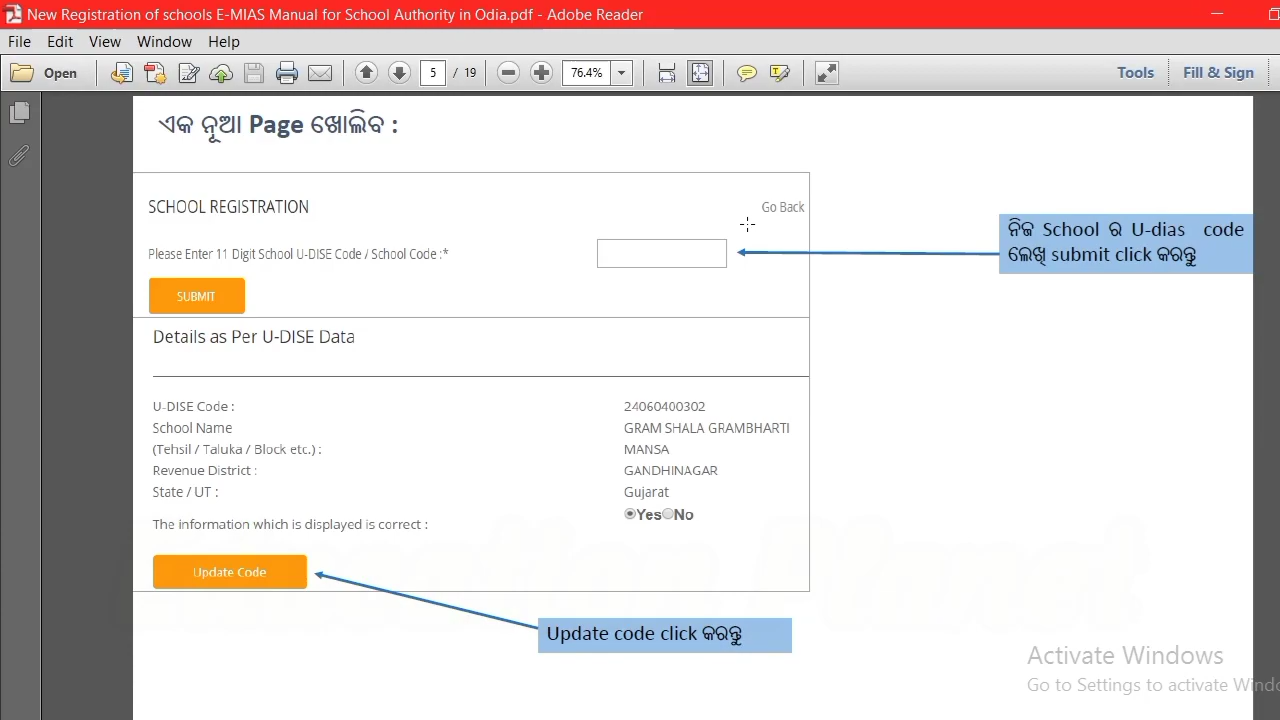 New Registration of schools E-MIAS Manual for School Authority in Odia.pdf - Adobe Reader
File Edit View Window Help
Open 5 / 19 76.4% Tools Fill & Sign
ଏକ ନୂଆ Page ଖୋଲିବ :
SCHOOL REGISTRATION
Go Back
Please Enter 11 Digit School U-DISE Code / School Code :*
SUBMIT
ନିଜ School ର U-dias code
ଲେଖି submit click କରନ୍ତୁ
Details as Per U-DISE Data
U-DISE Code : 24060400302
School Name GRAM SHALA GRAMBHARTI
(Tehsil / Taluka / Block etc.) : MANSA
Revenue District : GANDHINAGAR
State / UT : Gujarat
Yes No
The information which is displayed is correct :
Update Code
Update code click କରନ୍ତୁ
Activate Windows
Go to Settings to activate